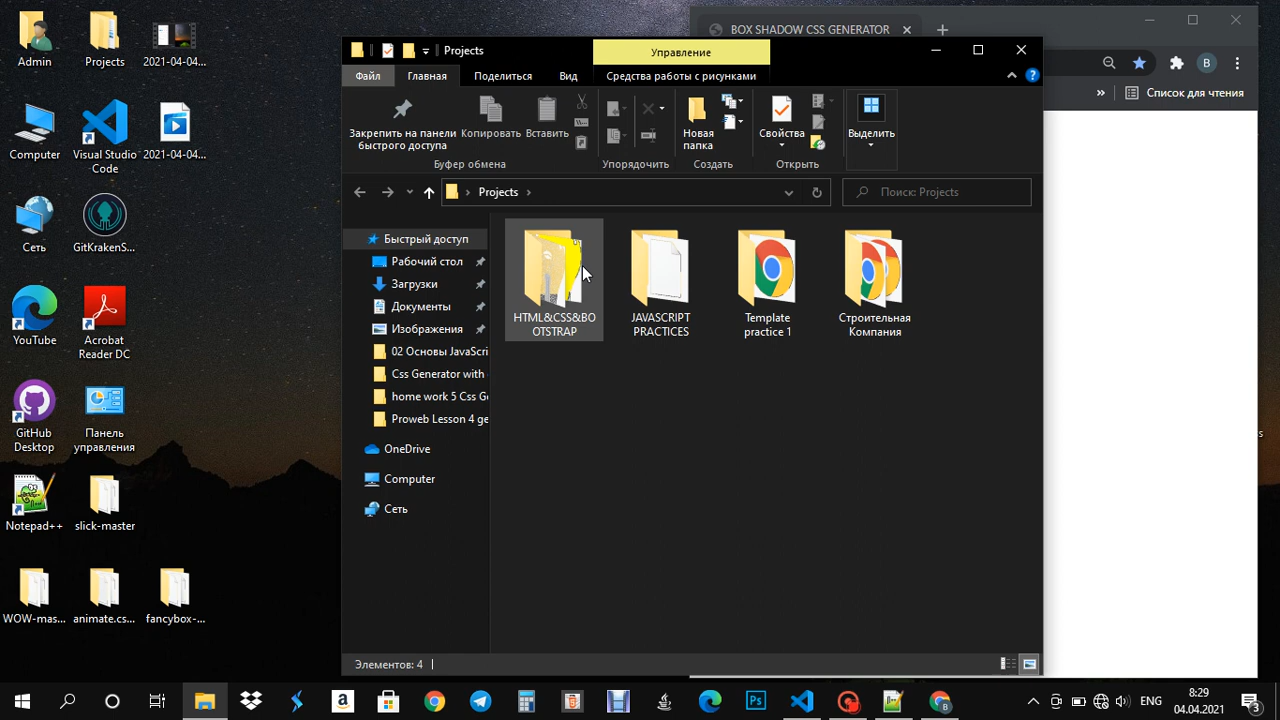 Admin
Projects
2021-04-04...
Computer
Visual Studio
Code
2021-04-04...
Сеть
GitKrakenS...
YouTube
Acrobat
Reader DC
GitHub
Desktop
Панель
управления
Notepad++
slick-master
WOW-mas...
animate.cs...
fancybox-...
BOX SHADOW CSS GENERATOR
B
Список для чтения
Projects
Управление
Файл
Главная
Поделиться
Вид
Средства работы с рисунками
Закрепить на панели
быстрого доступа
Копировать
Вставить
Новая
папка
Свойства
Выделить
Буфер обмена
Упорядочить
Создать
Открыть
Projects
Поиск: Projects
Быстрый доступ
Рабочий стол
Загрузки
Документы
Изображения
02 Основы JavaScri
Css Generator with
home work 5 Css Ge
Proweb Lesson 4 ge
OneDrive
Computer
Сеть
HTML&CSS&BO
OTSTRAP
JAVASCRIPT
PRACTICES
Template
practice 1
Строительная
Компания
Элементов: 4
ENG
8:29
04.04.2021
3